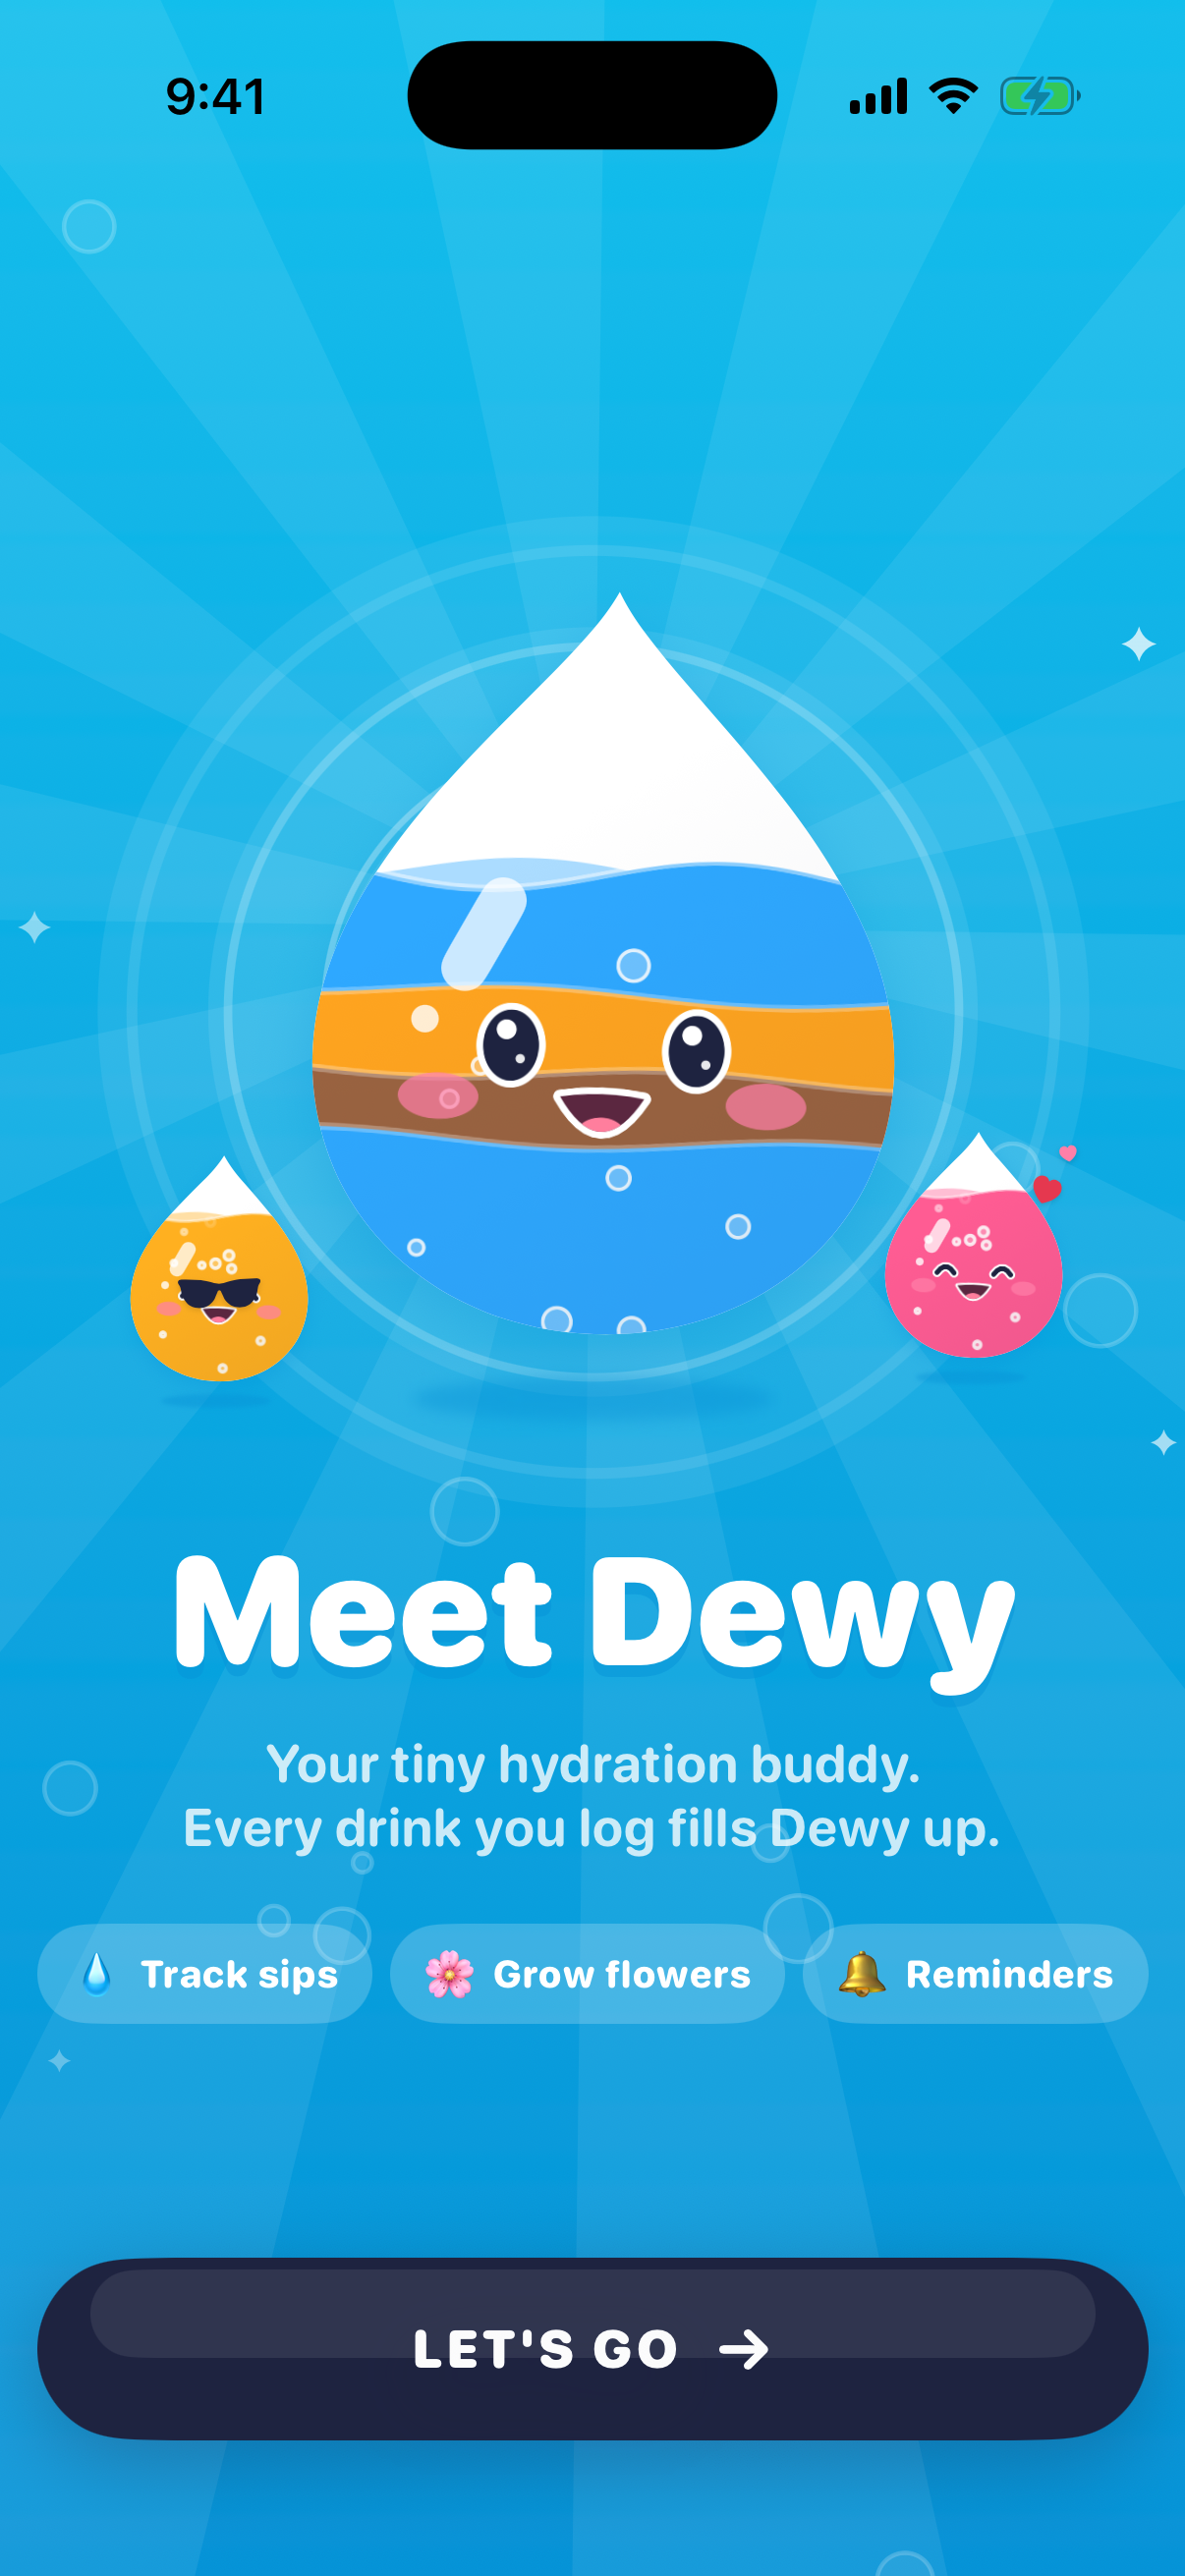 9:41
Meet Dewy
Your tiny hydration buddy.
Every drink you log fills Dewy up.
Track sips
Grow flowers
Reminders
LET'S GO →